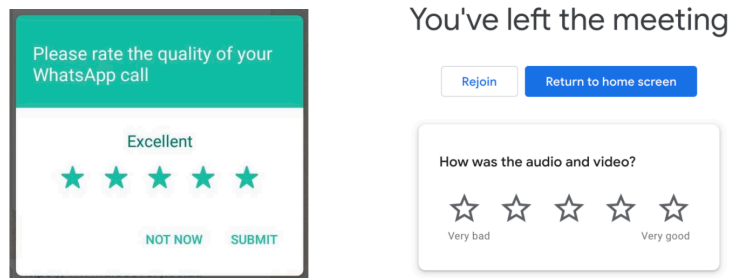 Please rate the quality of your
WhatsApp call
Excellent
NOT NOW SUBMIT
You've left the meeting
Rejoin Return to home screen
How was the audio and video?
Very bad Very good